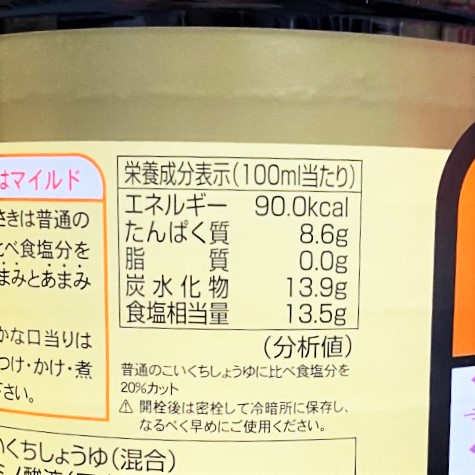 はマイルド
さきは普通の
比べ食塩分を
まみとあまみ
かな口当りは
つけ・かけ・煮
下さい。
栄養成分表示(100ml当たり)
エネルギー 90.0kcal
たんぱく質 8.6g
脂質 0.0g
炭水化物 13.9g
食塩相当量 13.5g
(分析値)
普通のこいくちしょうゆに比べ食塩分を
20%カット
⚠ 開栓後は密栓して冷暗所に保存し、
なるべく早めにご使用ください。
いくちしょうゆ(混合)